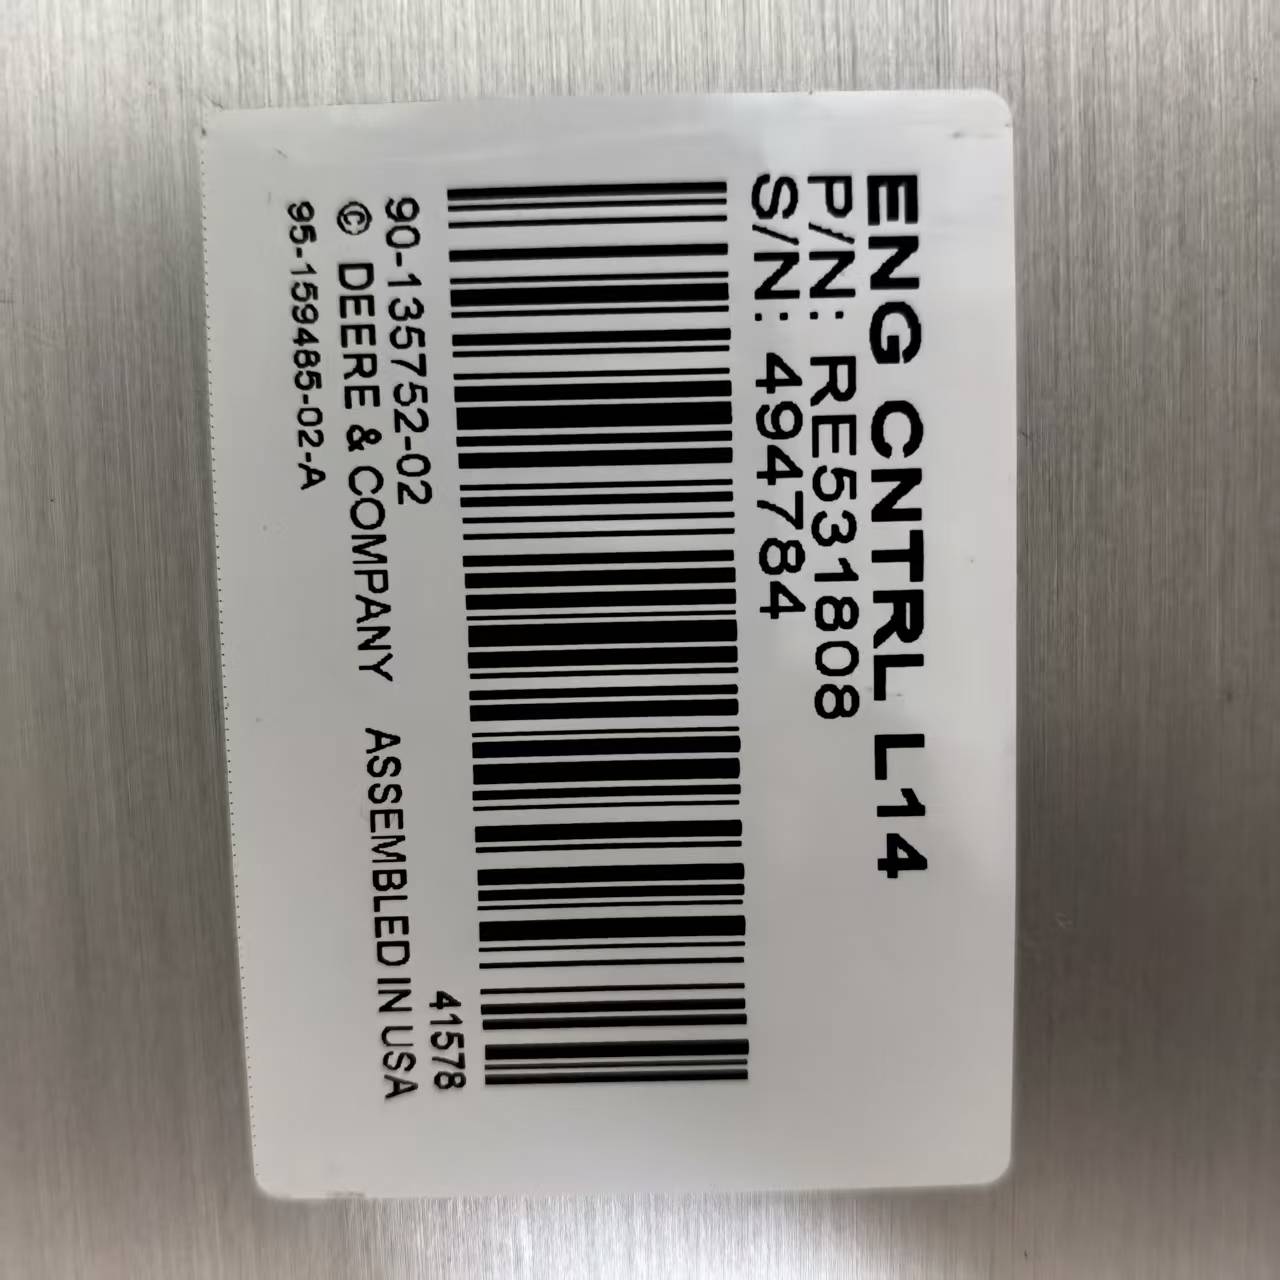 ENG CNTRL L14
P/N: RE531808
S/N: 494784
41578
90-135752-02
© DEERE & COMPANY ASSEMBLED IN USA
95-159485-02-A